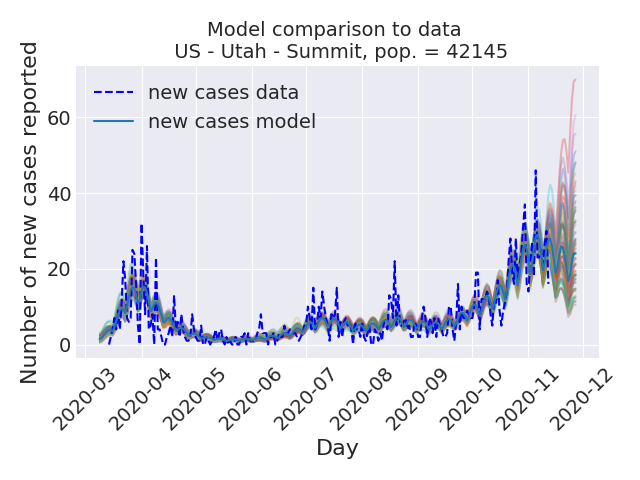 Model comparison to data
US - Utah - Summit, pop. = 42145
Number of new cases reported
new cases data
new cases model
60
40
20
0
2020-03
2020-04
2020-05
2020-06
2020-07
2020-08
2020-09
2020-10
2020-11
2020-12
Day